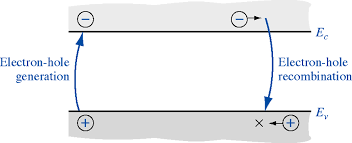 E_c
Electron-hole
generation
Electron-hole
recombination
E_v